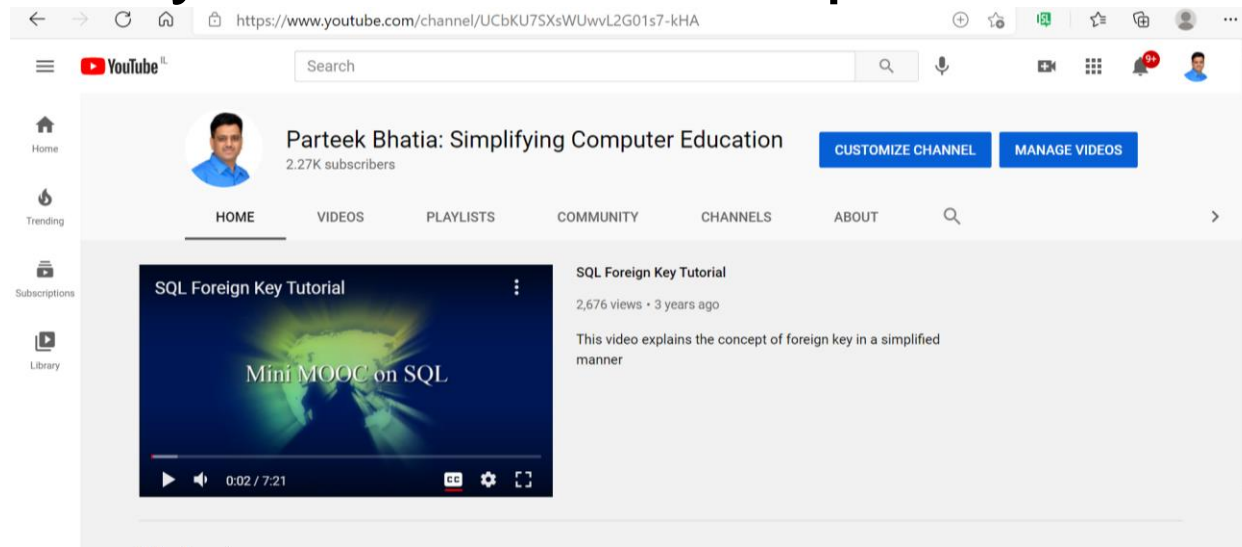 https://www.youtube.com/channel/UCbKU7SXsWUwvL2G01s7-kHA
YouTube IL
Search
9+
Home
Trending
Subscriptions
Library
Parteek Bhatia: Simplifying Computer Education
2.27K subscribers
CUSTOMIZE CHANNEL
MANAGE VIDEOS
HOME VIDEOS PLAYLISTS COMMUNITY CHANNELS ABOUT
SQL Foreign Key Tutorial
Mini MOOC on SQL
0:02 / 7:21
CC
SQL Foreign Key Tutorial
2,676 views • 3 years ago
This video explains the concept of foreign key in a simplified
manner